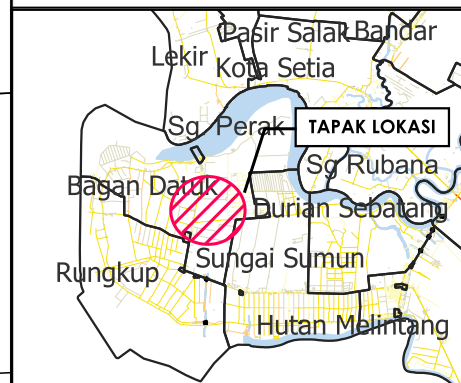 Pasir Salak Bandar
Lekir
Kota Setia
Sg. Perak
TAPAK LOKASI
Sg Rubana
Bagan Datuk
Durian Sebatang
Sungai Sumun
Rungkup
Hutan Melintang